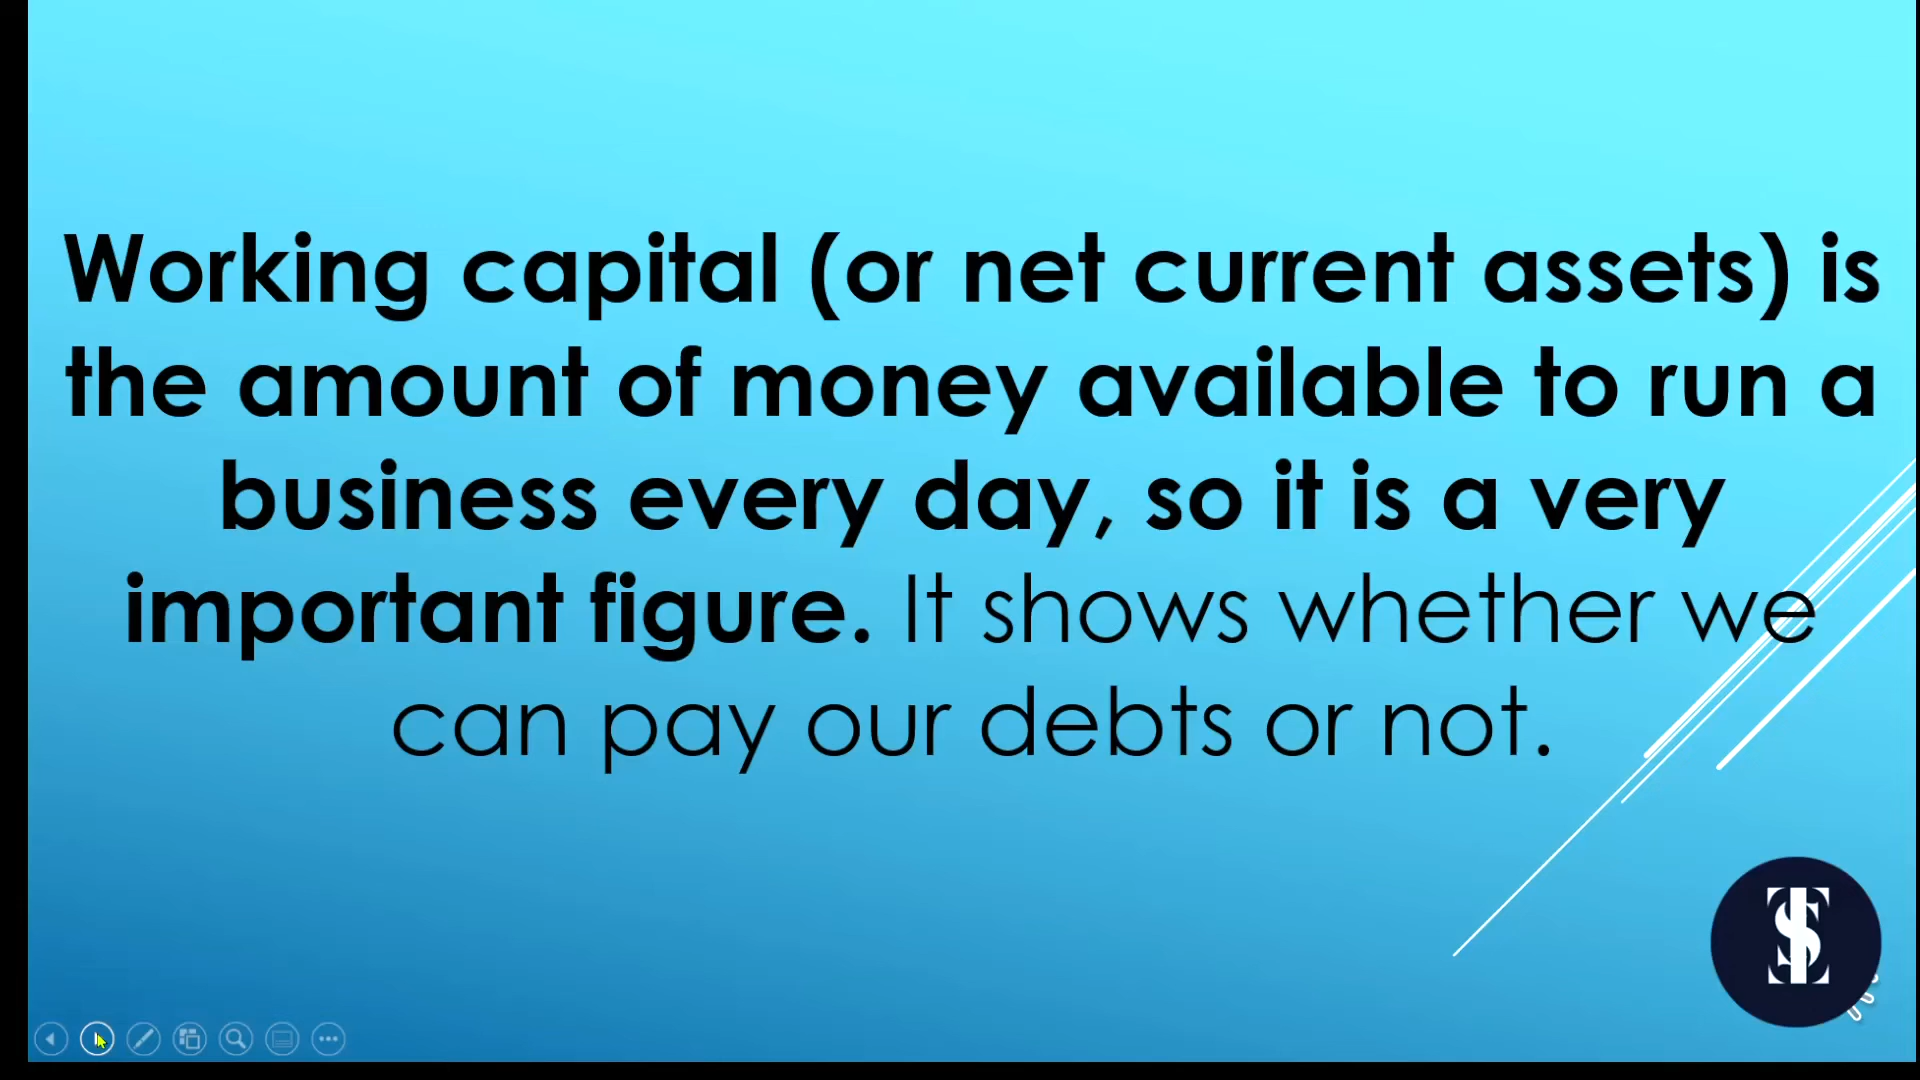 Working capital (or net current assets) is
the amount of money available to run a
business every day, so it is a very
important figure. It shows whether we
can pay our debts or not.